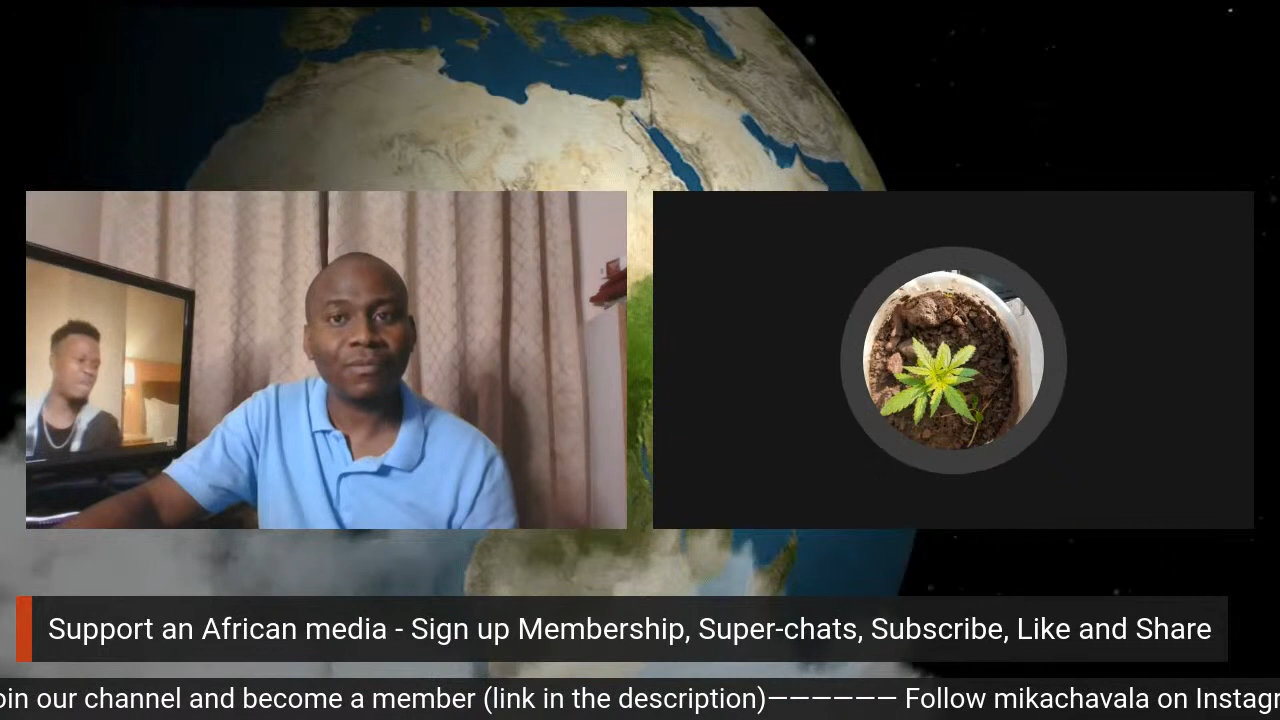 Support an African media - Sign up Membership, Super-chats, Subscribe, Like and Share
oin our channel and become a member (link in the description)—————— Follow mikachavala on Instagr